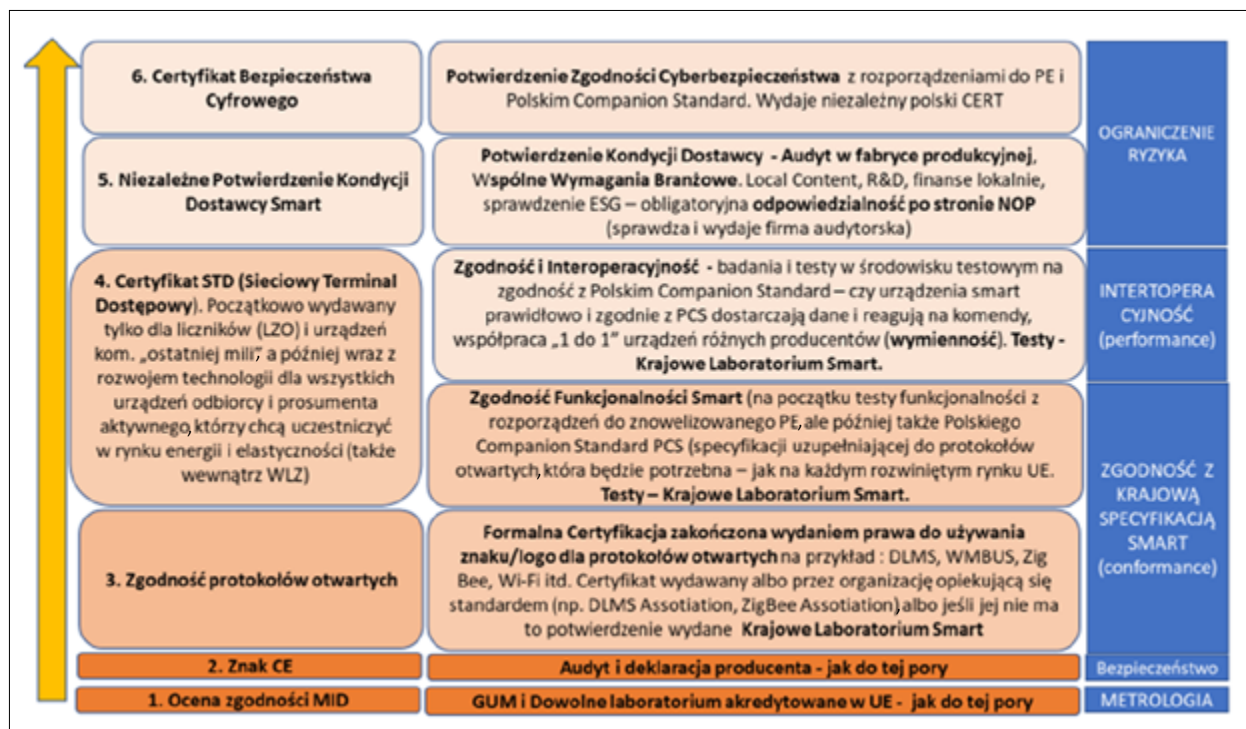 6. Certyfikat Bezpieczeństwa
Cyfrowego
Potwierdzenie Zgodności Cyberbezpieczeństwa z rozporządzeniami do PE i
Polskim Companion Standard. Wydaje niezależny polski CERT
OGRANICZENIE
RYZYKA
5. Niezależne Potwierdzenie Kondycji
Dostawcy Smart
Potwierdzenie Kondycji Dostawcy - Audyt w fabryce produkcyjnej,
Wspólne Wymagania Branżowe. Local Content, R&D, finanse lokalnie,
sprawdzenie ESG – obligatoryjna odpowiedzialność po stronie NOP
(sprawdza i wydaje firma audytorska)
4. Certyfikat STD (Sieciowy Terminal
Dostępowy). Początkowo wydawany
tylko dla liczników (LZO) i urządzeń
kom. „ostatniej mili", a później wraz z
rozwojem technologii dla wszystkich
urządzeń odbiorcy i prosumenta
aktywnego, którzy chcą uczestniczyć
w rynku energii i elastyczności (także
wewnątrz WLZ)
Zgodność i Interoperacyjność - badania i testy w środowisku testowym na
zgodność z Polskim Companion Standard – czy urządzenia smart
prawidłowo i zgodnie z PCS dostarczają dane i reagują na komendy,
współpraca „1 do 1" urządzeń różnych producentów (wymienność). Testy -
Krajowe Laboratorium Smart.
INTERTOPERA
CYJNOŚĆ
(performance)
Zgodność Funkcjonalności Smart (na początku testy funkcjonalności z
rozporządzeń do znowelizowanego PE, ale później także Polskiego
Companion Standard PCS (specyfikacji uzupełniającej do protokołów
otwartych, która będzie potrzebna – jak na każdym rozwiniętym rynku UE.
Testy – Krajowe Laboratorium Smart.
ZGODNOŚĆ Z
KRAJOWĄ
SPECYFIKACJĄ
SMART
(conformance)
3. Zgodność protokołów otwartych
Formalna Certyfikacja zakończona wydaniem prawa do używania
znaku/logo dla protokołów otwartych na przykład : DLMS, WMBUS, Zig
Bee, Wi-Fi itd. Certyfikat wydawany albo przez organizację opiekującą się
standardem (np. DLMS Assotiation, ZigBee Assotiation), albo jeśli jej nie ma
to potwierdzenie wydane Krajowe Laboratorium Smart
2. Znak CE
Audyt i deklaracja producenta - jak do tej pory
Bezpieczeństwo
1. Ocena zgodności MID
GUM i Dowolne laboratorium akredytowane w UE - jak do tej pory
METROLOGIA